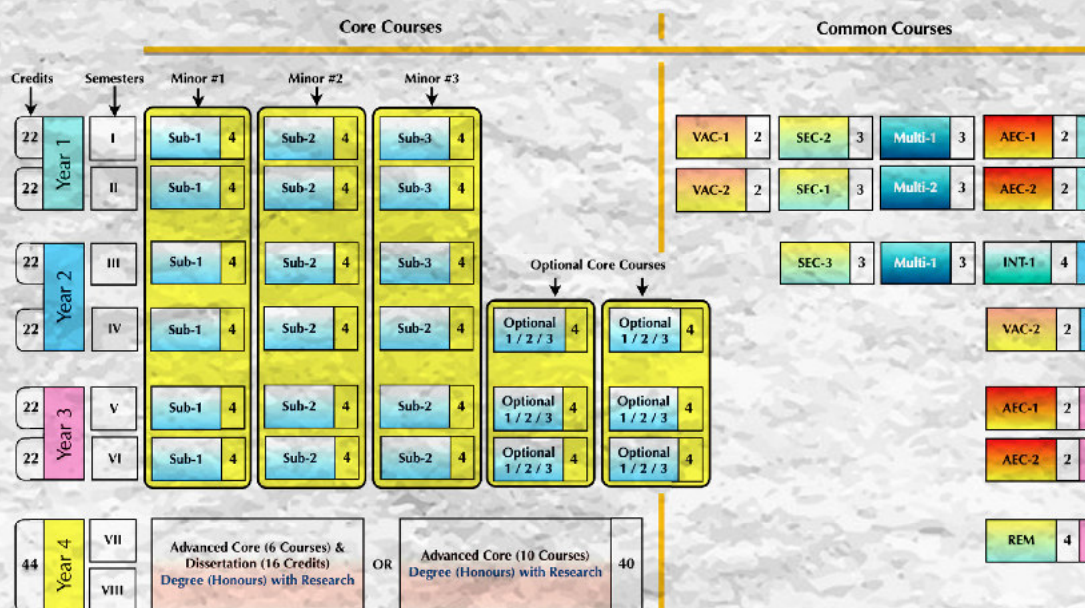 Core Courses
Common Courses
Credits Semesters Minor #1 Minor #2 Minor #3
22 Year 1 I Sub-1 4 Sub-2 4 Sub-3 4 VAC-1 2 SEC-2 3 Multi-1 3 AEC-1 2
22 II Sub-1 4 Sub-2 4 Sub-3 4 VAC-2 2 SEC-1 3 Multi-2 3 AEC-2 2
22 Year 2 III Sub-1 4 Sub-2 4 Sub-3 4 SEC-3 3 Multi-1 3 INT-1 4
Optional Core Courses
22 IV Sub-1 4 Sub-2 4 Sub-2 4 Optional 4 Optional 4 VAC-2 2
1 / 2 / 3 1 / 2 / 3
22 Year 3 V Sub-1 4 Sub-2 4 Sub-2 4 Optional 4 Optional 4 AEC-1 2
1 / 2 / 3 1 / 2 / 3
22 VI Sub-1 4 Sub-2 4 Sub-2 4 Optional 4 Optional 4 AEC-2 2
1 / 2 / 3 1 / 2 / 3
44 Year 4 VII VIII
Advanced Core (6 Courses) &
Dissertation (16 Credits)
Degree (Honours) with Research
OR
Advanced Core (10 Courses)
Degree (Honours) with Research
40
REM 4